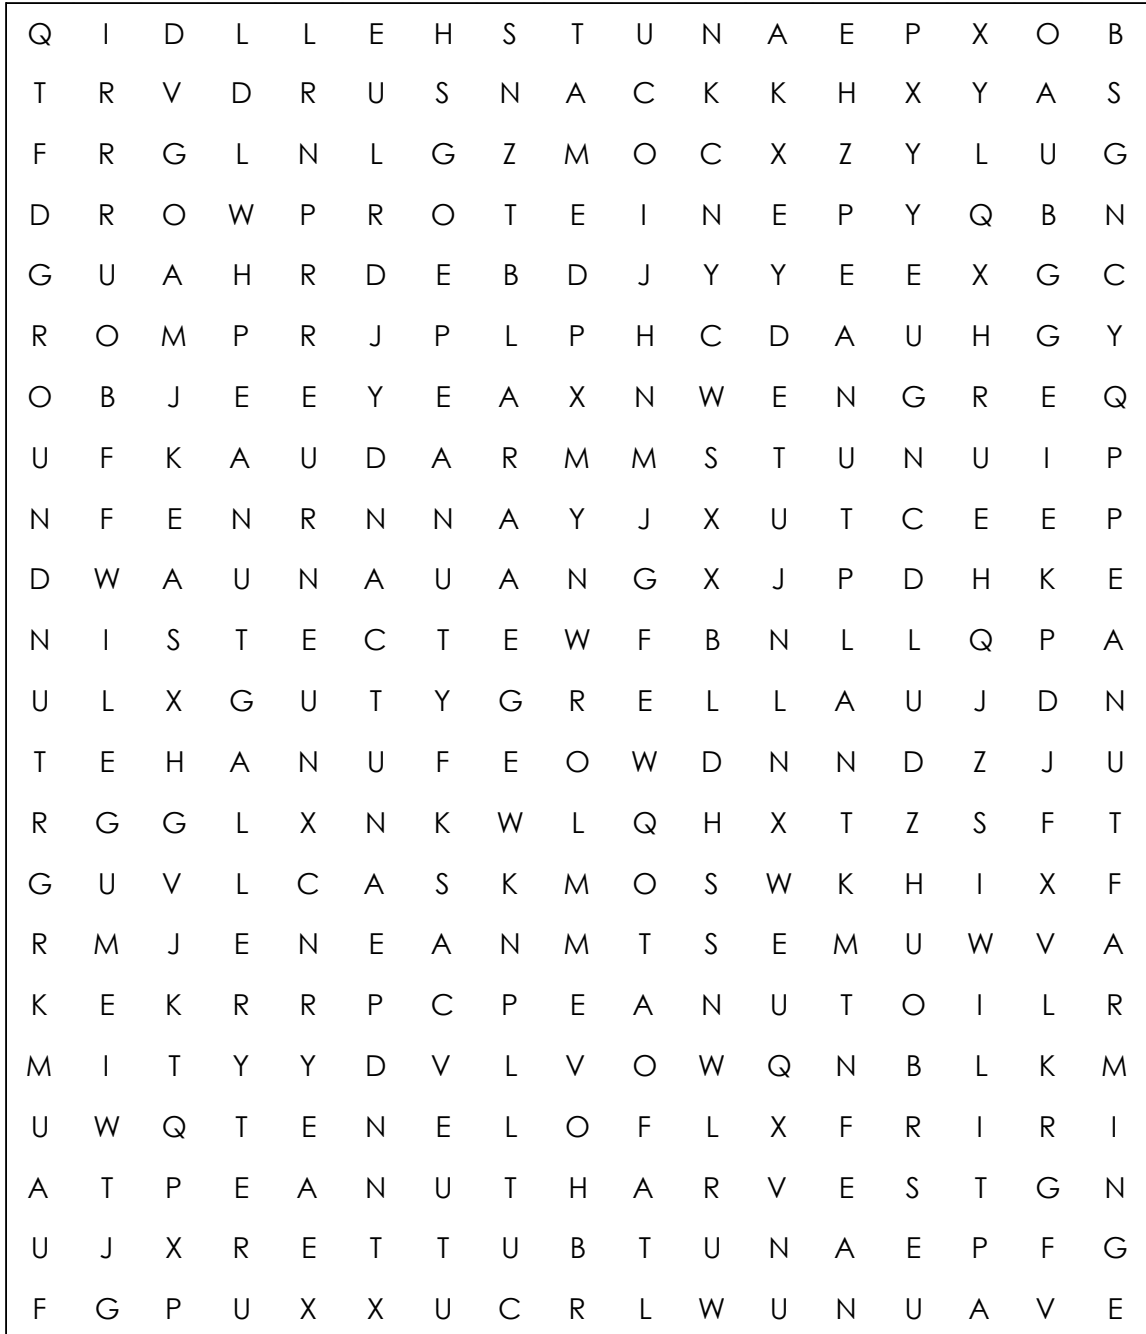 Q I D L L E H S T U N A E P X O B
T R V D R U S N A C K K H X Y A S
F R G L N L G Z M O C X Z Y L U G
D R O W P R O T E I N E P Y Q B N
G U A H R D E B D J Y Y E E X G C
R O M P R J P L P H C D A U H G Y
O B J E E Y E A X N W E N G R E Q
U F K A U D A R M M S T U N U I P
N F E N R N N A Y J X U T C E E P
D W A U N A U A N G X J P D H K E
N I S T E C T E W F B N L L Q P A
U L X G U T Y G R E L L A U J D N
T E H A N U F E O W D N N D Z J U
R G G L X N K W L Q H X T Z S F T
G U V L C A S K M O S W K H I X F
R M J E N E A N M T S E M U W V A
K E K R R P C P E A N U T O I L R
M I T Y Y D V L V O W Q N B L K M
U W Q T E N E L O F L X F R I R I
A T P E A N U T H A R V E S T G N
U J X R E T T U B T U N A E P F G
F G P U X X U C R L W U N U A V E